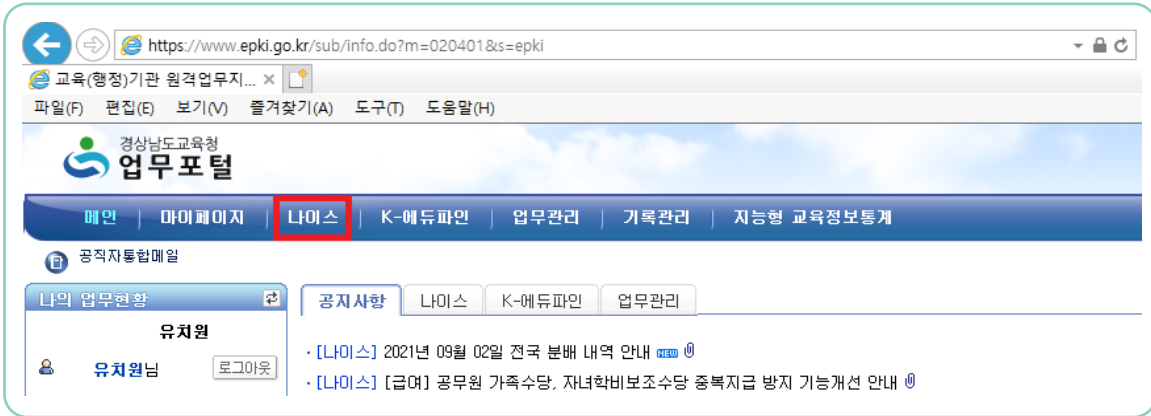 https://www.epki.go.kr/sub/info.do?m=020401&s=epki
교육(행정)기관 원격업무지...
파일(F) 편집(E) 보기(V) 즐겨찾기(A) 도구(T) 도움말(H)
경상남도교육청
업무포털
메인 | 마이페이지 | 나이스 | K-에듀파인 | 업무관리 | 기록관리 | 지능형 교육정보통계
공직자통합메일
나의 업무현황
공지사항 나이스 K-에듀파인 업무관리
유치원
유치원님 로그아웃
· [나이스] 2021년 09월 02일 전국 분배 내역 안내 NEW
· [나이스] [급여] 공무원 가족수당, 자녀학비보조수당 중복지급 방지 기능개선 안내